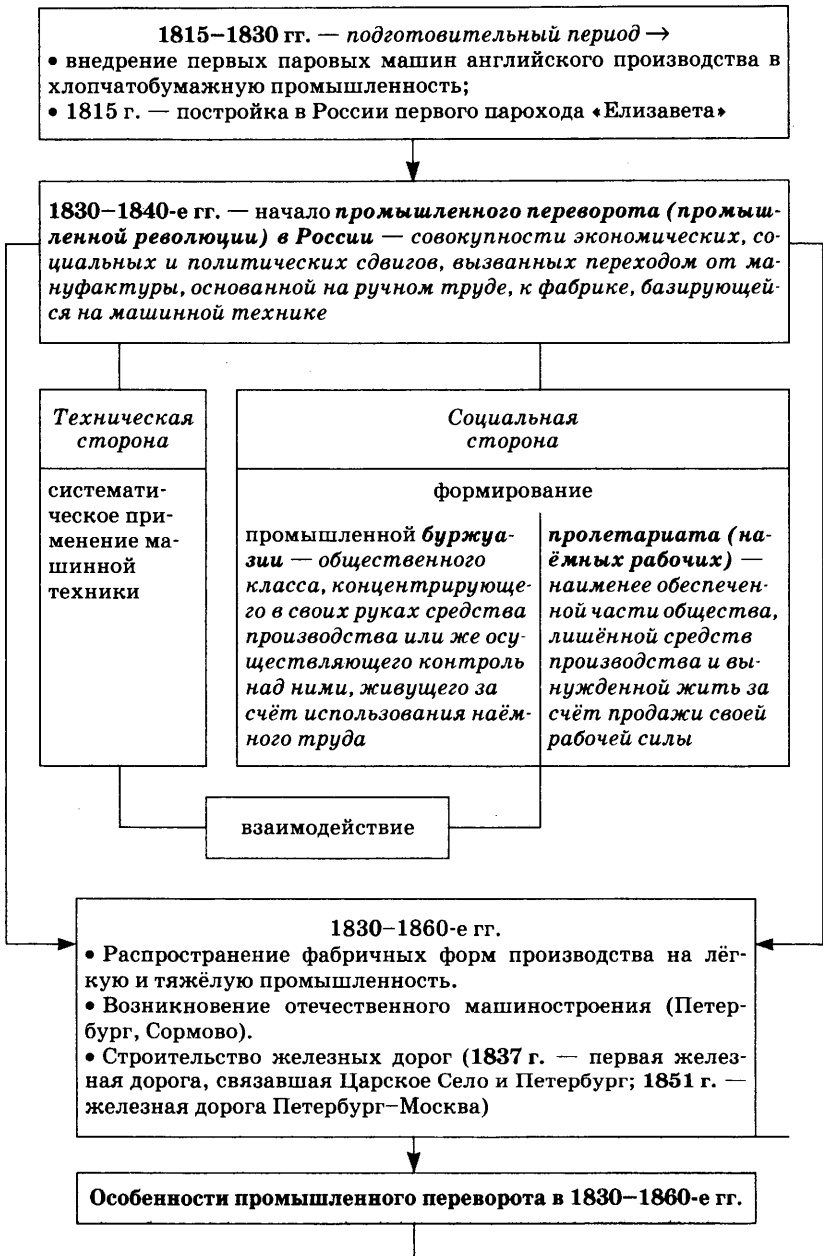 1815–1830 гг. — подготовительный период →
• внедрение первых паровых машин английского производства в
хлопчатобумажную промышленность;
• 1815 г. — постройка в России первого парохода «Елизавета»
1830–1840-е гг. — начало промышленного переворота (промыш-
ленной революции) в России — совокупности экономических, со-
циальных и политических сдвигов, вызванных переходом от ма-
нуфактуры, основанной на ручном труде, к фабрике, базирующей-
ся на машинной технике
Техническая
сторона
системати-
ческое при-
менение ма-
шинной
техники
Социальная
сторона
формирование
промышленной буржуа-
зии — общественного
класса, концентрирующе-
го в своих руках средства
производства или же осу-
ществляющего контроль
над ними, живущего за
счёт использования наём-
ного труда
пролетариата (на-
ёмных рабочих) —
наименее обеспечен-
ной части общества,
лишённой средств
производства и вы-
нужденной жить за
счёт продажи своей
рабочей силы
взаимодействие
1830–1860-е гг.
• Распространение фабричных форм производства на лёг-
кую и тяжёлую промышленность.
• Возникновение отечественного машиностроения (Петер-
бург, Сормово).
• Строительство железных дорог (1837 г. — первая желез-
ная дорога, связавшая Царское Село и Петербург; 1851 г. —
железная дорога Петербург–Москва)
Особенности промышленного переворота в 1830–1860-е гг.